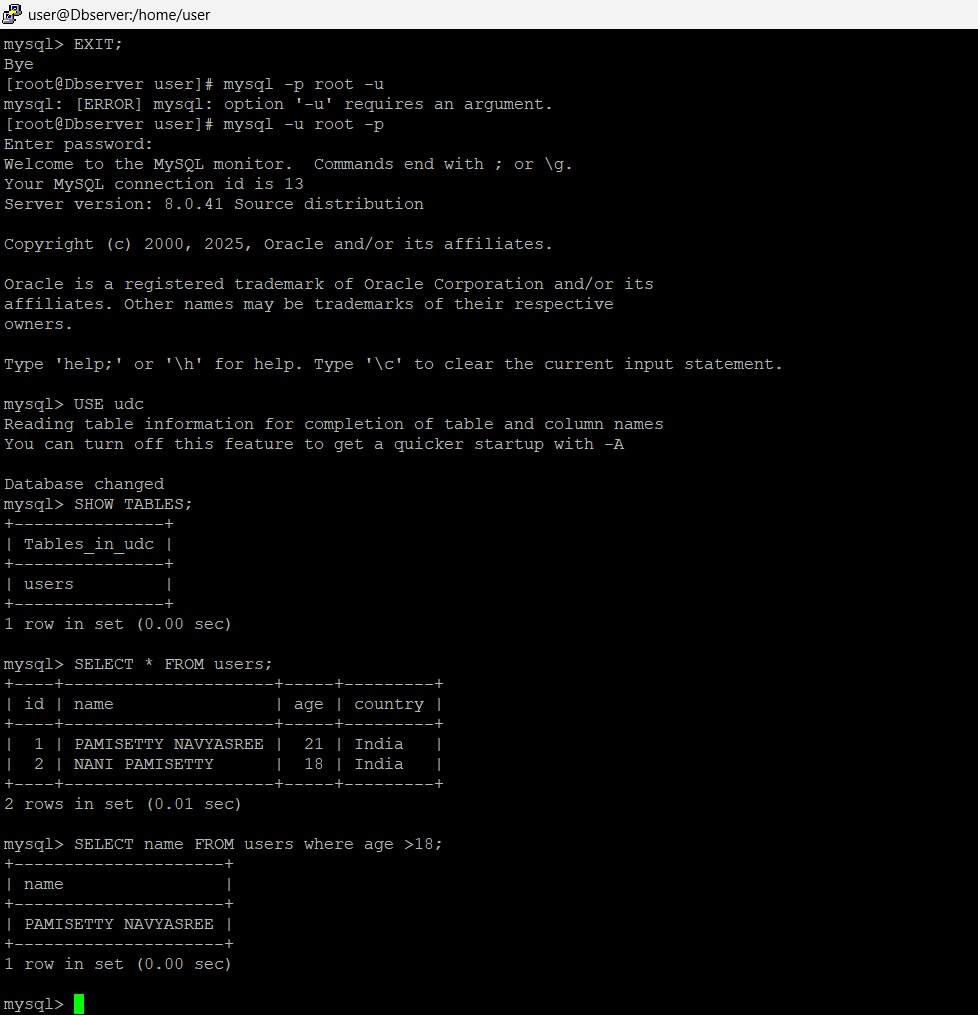 user@Dbserver:/home/user
mysql> EXIT;
Bye
[root@Dbserver user]# mysql -p root -u
mysql: [ERROR] mysql: option '-u' requires an argument.
[root@Dbserver user]# mysql -u root -p
Enter password:
Welcome to the MySQL monitor.  Commands end with ; or \g.
Your MySQL connection id is 13
Server version: 8.0.41 Source distribution

Copyright (c) 2000, 2025, Oracle and/or its affiliates.

Oracle is a registered trademark of Oracle Corporation and/or its
affiliates. Other names may be trademarks of their respective
owners.

Type 'help;' or '\h' for help. Type '\c' to clear the current input statement.

mysql> USE udc
Reading table information for completion of table and column names
You can turn off this feature to get a quicker startup with -A

Database changed
mysql> SHOW TABLES;
+---------------+
| Tables_in_udc |
+---------------+
| users         |
+---------------+
1 row in set (0.00 sec)

mysql> SELECT * FROM users;
+----+---------------------+-----+---------+
| id | name                | age | country |
+----+---------------------+-----+---------+
|  1 | PAMISETTY NAVYASREE |  21 | India   |
|  2 | NANI PAMISETTY      |  18 | India   |
+----+---------------------+-----+---------+
2 rows in set (0.01 sec)

mysql> SELECT name FROM users where age >18;
+---------------------+
| name                |
+---------------------+
| PAMISETTY NAVYASREE |
+---------------------+
1 row in set (0.00 sec)

mysql>